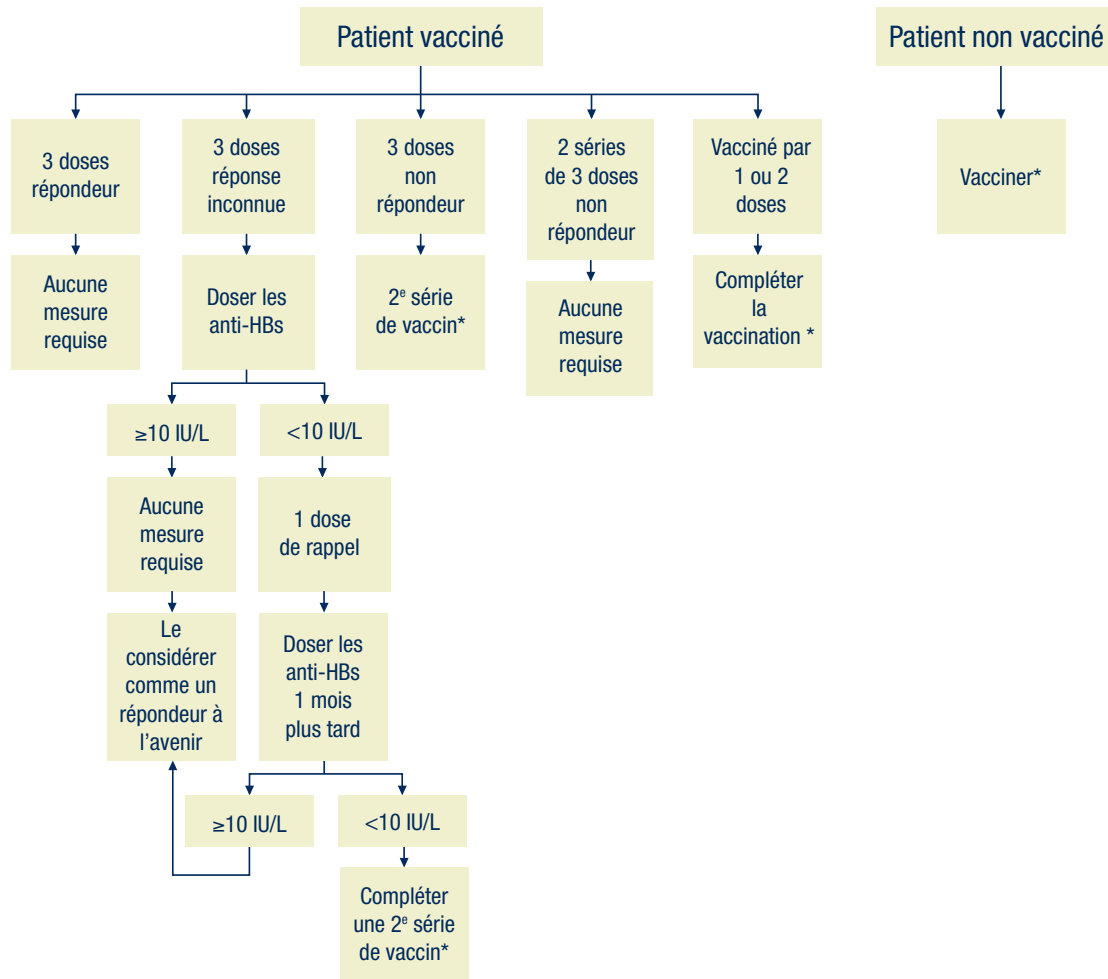 Patient vacciné
Patient non vacciné
3 doses
répondeur
3 doses
réponse
inconnue
3 doses
non
répondeur
2 séries
de 3 doses
non
répondeur
Vacciné par
1 ou 2
doses
Vacciner*
Aucune
mesure
requise
Doser les
anti-HBs
2e série
de vaccin*
Aucune
mesure
requise
Compléter
la
vaccination *
≥10 IU/L
<10 IU/L
Aucune
mesure
requise
1 dose
de rappel
Le
considérer
comme un
répondeur à
l’avenir
Doser les
anti-HBs
1 mois
plus tard
≥10 IU/L
<10 IU/L
Compléter
une 2e série
de vaccin*